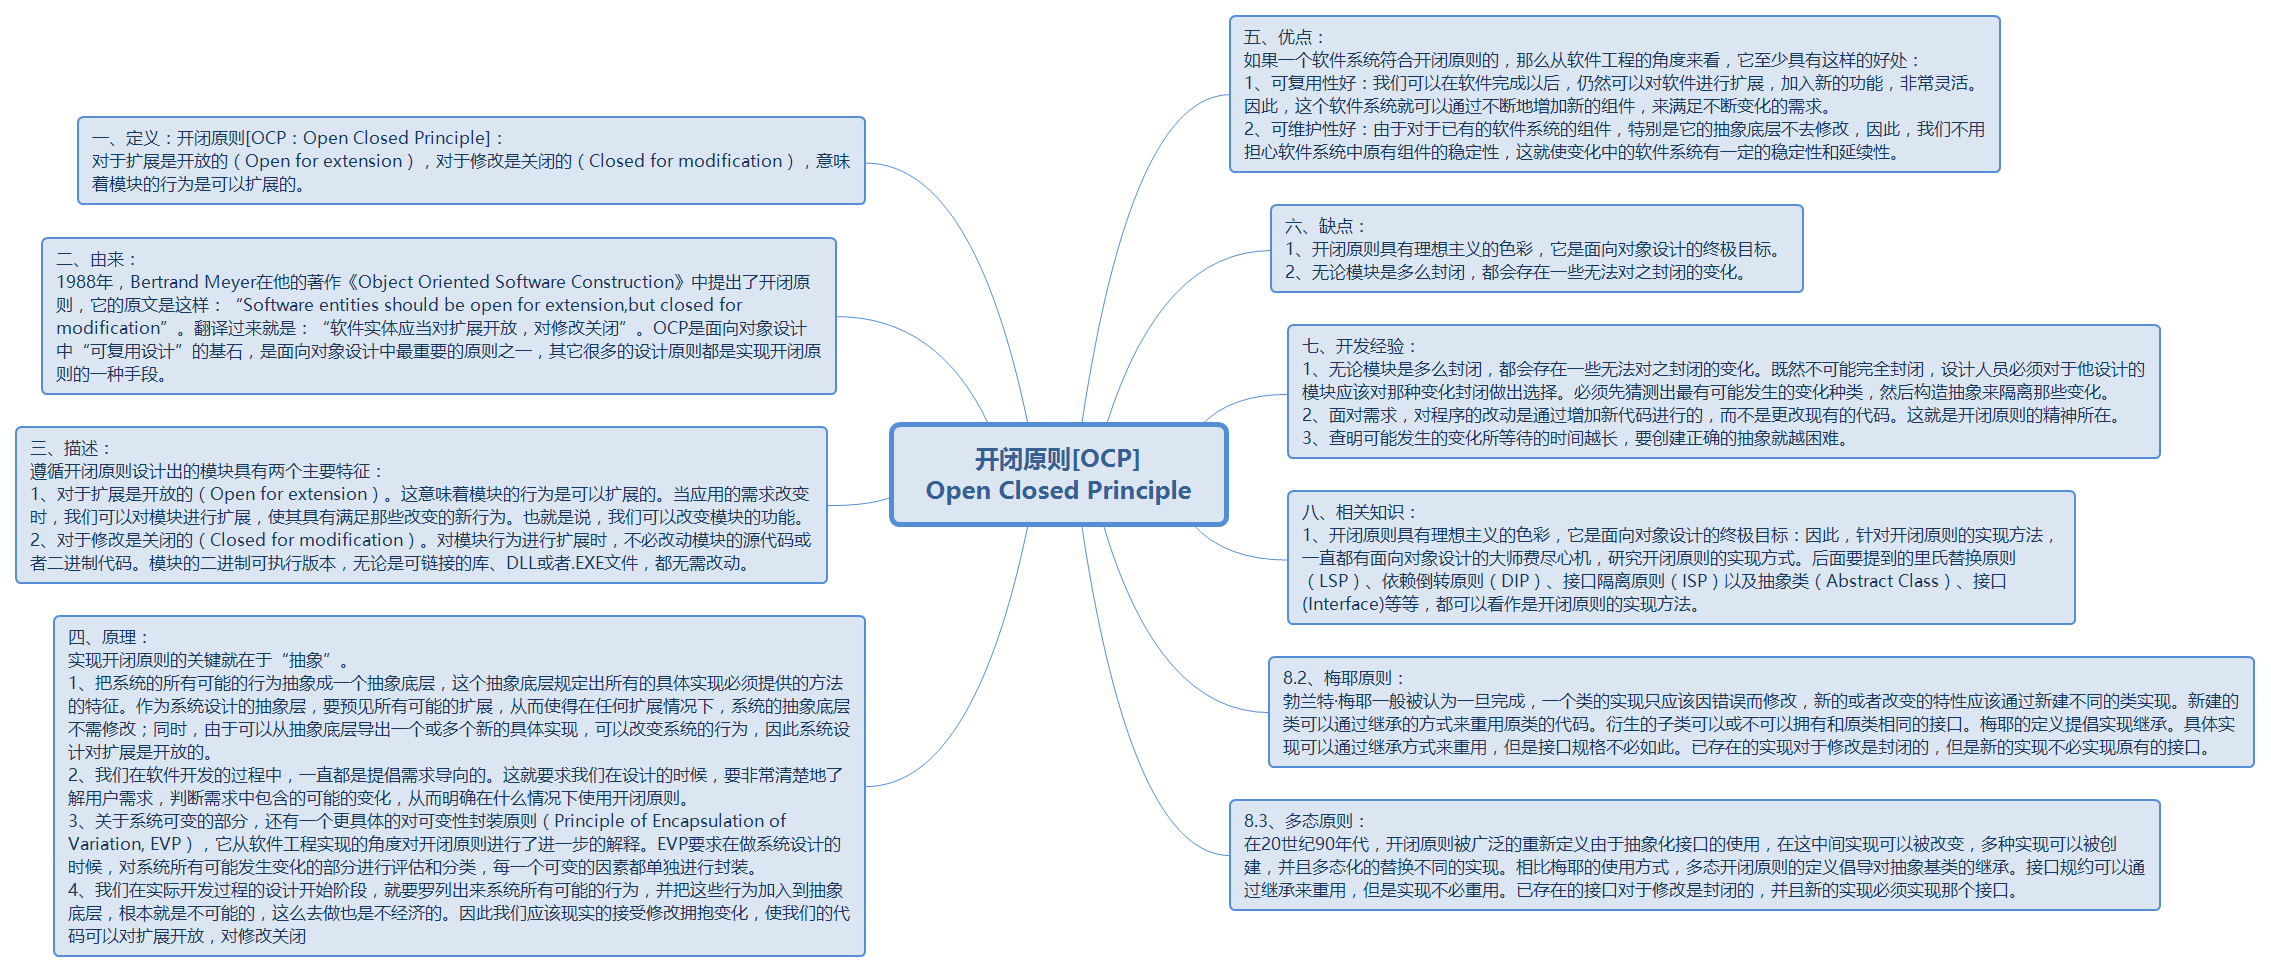 开闭原则[OCP]
Open Closed Principle
一、定义：开闭原则[OCP：Open Closed Principle]：
对于扩展是开放的（Open for extension），对于修改是关闭的（Closed for modification），意味
着模块的行为是可以扩展的。
二、由来：
1988年，Bertrand Meyer在他的著作《Object Oriented Software Construction》中提出了开闭原
则，它的原文是这样：“Software entities should be open for extension,but closed for
modification”。翻译过来就是：“软件实体应当对扩展开放，对修改关闭”。OCP是面向对象设计
中“可复用设计”的基石，是面向对象设计中最重要的原则之一，其它很多的设计原则都是实现开闭原
则的一种手段。
三、描述：
遵循开闭原则设计出的模块具有两个主要特征：
1、对于扩展是开放的（Open for extension）。这意味着模块的行为是可以扩展的。当应用的需求改变
时，我们可以对模块进行扩展，使其具有满足那些改变的新行为。也就是说，我们可以改变模块的功能。
2、对于修改是关闭的（Closed for modification）。对模块行为进行扩展时，不必改动模块的源代码或
者二进制代码。模块的二进制可执行版本，无论是可链接的库、DLL或者.EXE文件，都无需改动。
四、原理：
实现开闭原则的关键就在于“抽象”。
1、把系统的所有可能的行为抽象成一个抽象底层，这个抽象底层规定出所有的具体实现必须提供的方法
的特征。作为系统设计的抽象层，要预见所有可能的扩展，从而使得在任何扩展情况下，系统的抽象底层
不需修改；同时，由于可以从抽象底层导出一个或多个新的具体实现，可以改变系统的行为，因此系统设
计对扩展是开放的。
2、我们在软件开发的过程中，一直都是提倡需求导向的。这就要求我们在设计的时候，要非常清楚地了
解用户需求，判断需求中包含的可能的变化，从而明确在什么情况下使用开闭原则。
3、关于系统可变的部分，还有一个更具体的对可变性封装原则（Principle of Encapsulation of
Variation, EVP），它从软件工程实现的角度对开闭原则进行了进一步的解释。EVP要求在做系统设计的
时候，对系统所有可能发生变化的部分进行评估和分类，每一个可变的因素都单独进行封装。
4、我们在实际开发过程的设计开始阶段，就要罗列出来系统所有可能的行为，并把这些行为加入到抽象
底层，根本就是不可能的，这么去做也是不经济的。因此我们应该现实的接受修改拥抱变化，使我们的代
码可以对扩展开放，对修改关闭
五、优点：
如果一个软件系统符合开闭原则的，那么从软件工程的角度来看，它至少具有这样的好处：
1、可复用性好：我们可以在软件完成以后，仍然可以对软件进行扩展，加入新的功能，非常灵活。
因此，这个软件系统就可以通过不断地增加新的组件，来满足不断变化的需求。
2、可维护性好：由于对于已有的软件系统的组件，特别是它的抽象底层不去修改，因此，我们不用
担心软件系统中原有组件的稳定性，这就使变化中的软件系统有一定的稳定性和延续性。
六、缺点：
1、开闭原则具有理想主义的色彩，它是面向对象设计的终极目标。
2、无论模块是多么封闭，都会存在一些无法对之封闭的变化。
七、开发经验：
1、无论模块是多么封闭，都会存在一些无法对之封闭的变化。既然不可能完全封闭，设计人员必须对于他设计的
模块应该对那种变化封闭做出选择。必须先猜测出最有可能发生的变化种类，然后构造抽象来隔离那些变化。
2、面对需求，对程序的改动是通过增加新代码进行的，而不是更改现有的代码。这就是开闭原则的精神所在。
3、查明可能发生的变化所等待的时间越长，要创建正确的抽象就越困难。
八、相关知识：
1、开闭原则具有理想主义的色彩，它是面向对象设计的终极目标：因此，针对开闭原则的实现方法，
一直都有面向对象设计的大师费尽心机，研究开闭原则的实现方式。后面要提到的里氏替换原则
（LSP）、依赖倒转原则（DIP）、接口隔离原则（ISP）以及抽象类（Abstract Class）、接口
(Interface)等等，都可以看作是开闭原则的实现方法。
8.2、梅耶原则：
勃兰特·梅耶一般被认为一旦完成，一个类的实现只应该因错误而修改，新的或者改变的特性应该通过新建不同的类实现。新建的
类可以通过继承的方式来重用原类的代码。衍生的子类可以或不可以拥有和原类相同的接口。梅耶的定义提倡实现继承。具体实
现可以通过继承方式来重用，但是接口规格不必如此。已存在的实现对于修改是封闭的，但是新的实现不必实现原有的接口。
8.3、多态原则：
在20世纪90年代，开闭原则被广泛的重新定义由于抽象化接口的使用，在这中间实现可以被改变，多种实现可以被创
建，并且多态化的替换不同的实现。相比梅耶的使用方式，多态开闭原则的定义倡导对抽象基类的继承。接口规约可以通
过继承来重用，但是实现不必重用。已存在的接口对于修改是封闭的，并且新的实现必须实现那个接口。